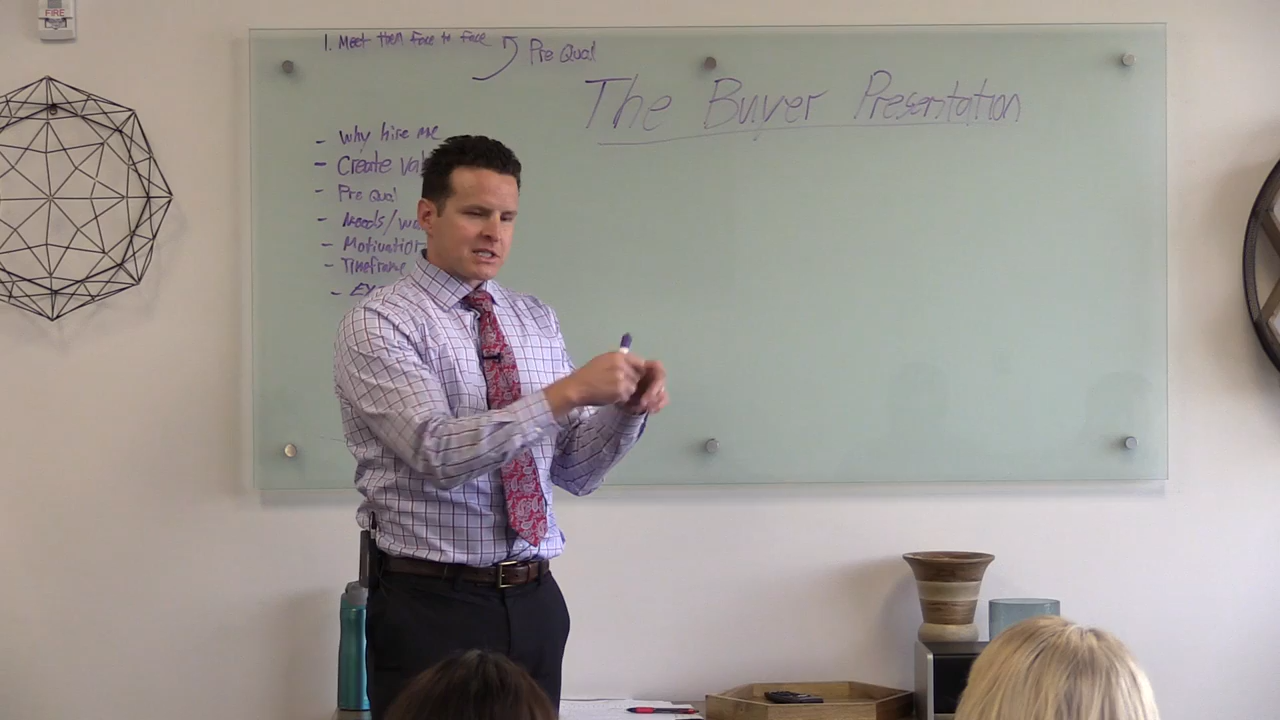 FIRE
1. Meet them Face to Face
Pre Qual
The Buyer Presentation
- Why hire me
- Create
- Pre Qual
- Needs/
- Motivation
- Timeframe
-